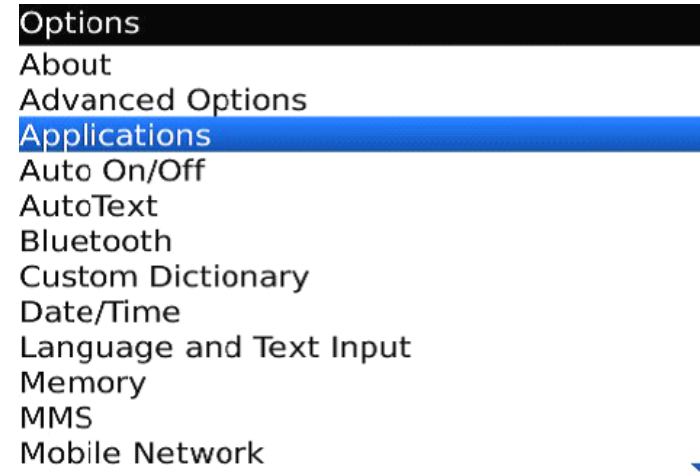 Options
About
Advanced Options
Applications
Auto On/Off
AutoText
Bluetooth
Custom Dictionary
Date/Time
Language and Text Input
Memory
MMS
Mobile Network